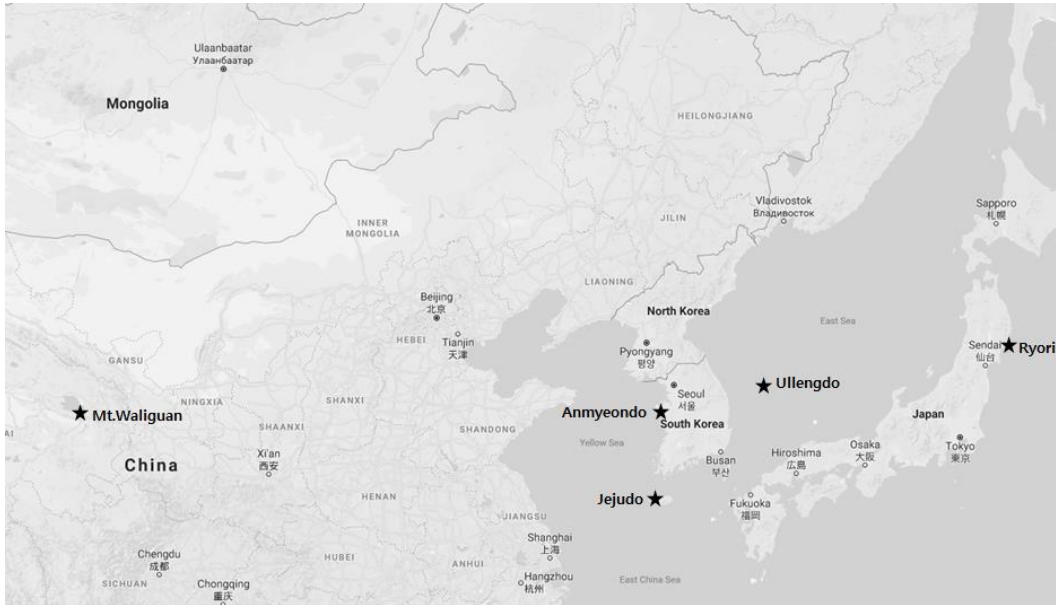 Ulaanbaatar
Улаанбаатар
Mongolia
HEILONGJIANG
Vladivostok
Владивосток
Sapporo
札幌
INNER
MONGOLIA
JILIN
LIAONING
Beijing
北京
North Korea
East Sea
HEBEI
Tianjin
天津
Pyongyang
평양
Sendai
仙台
Ryori
GANSU
Ullengdo
Seoul
서울
NINGXIA
SHANXI
Mt.Waliguan
Anmyeondo
Japan
SHAANXI
SHANDONG
South Korea
AI
Yellow Sea
Tokyo
東京
Osaka
大阪
Hiroshima
広島
Busan
부산
China
Xi'an
西安
HENAN
Jejudo
Fukuoka
福岡
JIANGSU
Shanghai
上海
Chengdu
成都
HUBEI
ANHUI
Hangzhou
杭州
East China Sea
SICHUAN
Chongqing
重庆